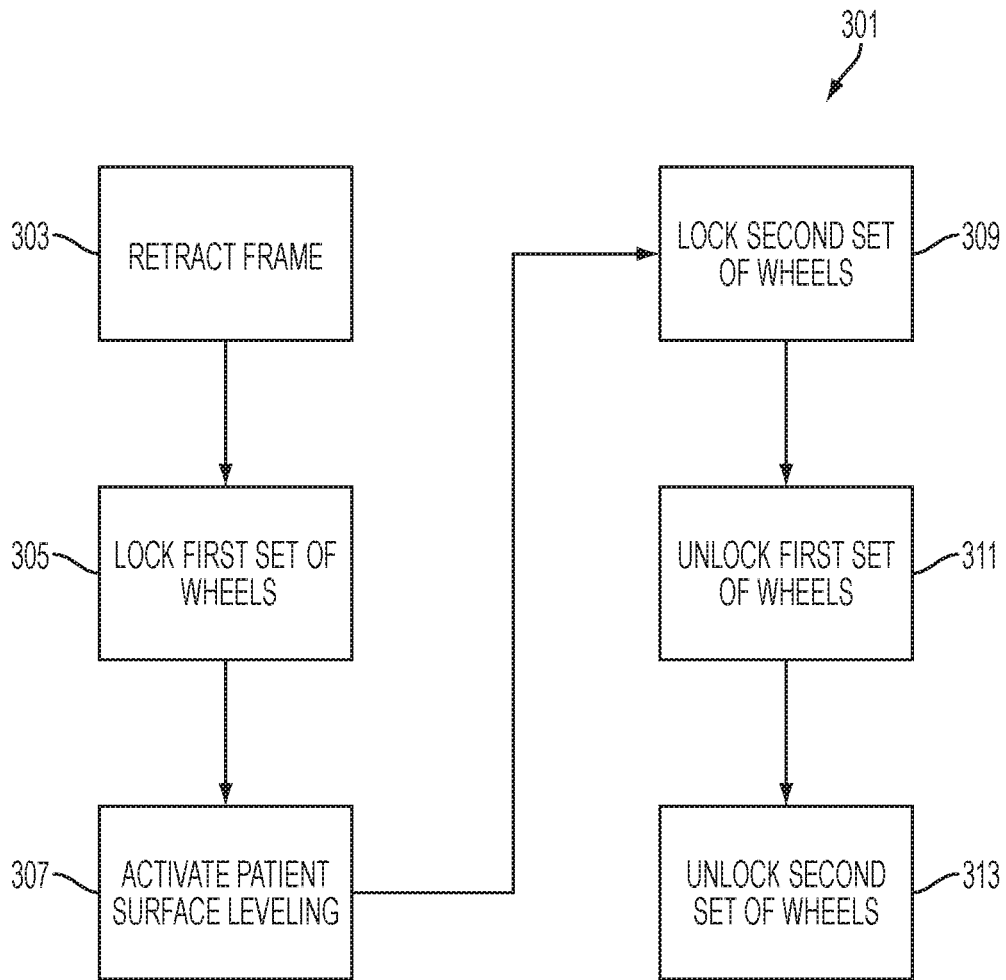 301
303
RETRACT FRAME
305
LOCK FIRST SET OF
WHEELS
307
ACTIVATE PATIENT
SURFACE LEVELING
LOCK SECOND SET
OF WHEELS
309
UNLOCK FIRST SET
OF WHEELS
311
UNLOCK SECOND
SET OF WHEELS
313